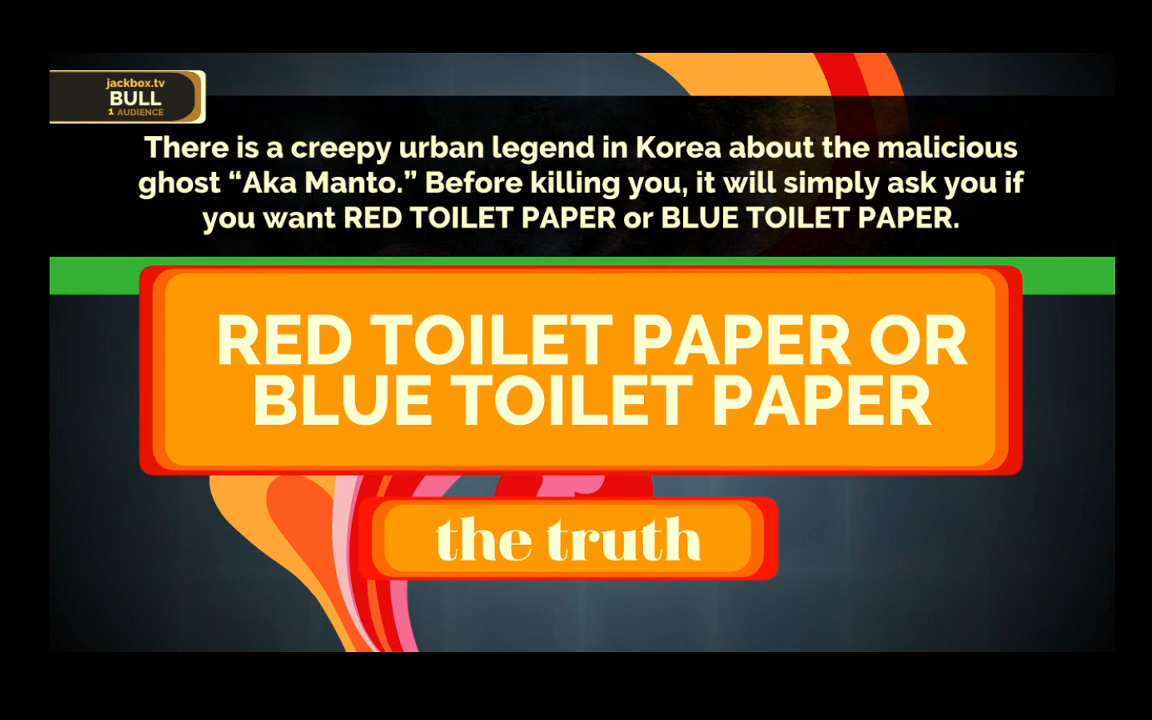 jackbox.tv
BULL
1 AUDIENCE
There is a creepy urban legend in Korea about the malicious
ghost “Aka Manto.” Before killing you, it will simply ask you if
you want RED TOILET PAPER or BLUE TOILET PAPER.
RED TOILET PAPER OR
BLUE TOILET PAPER
the truth